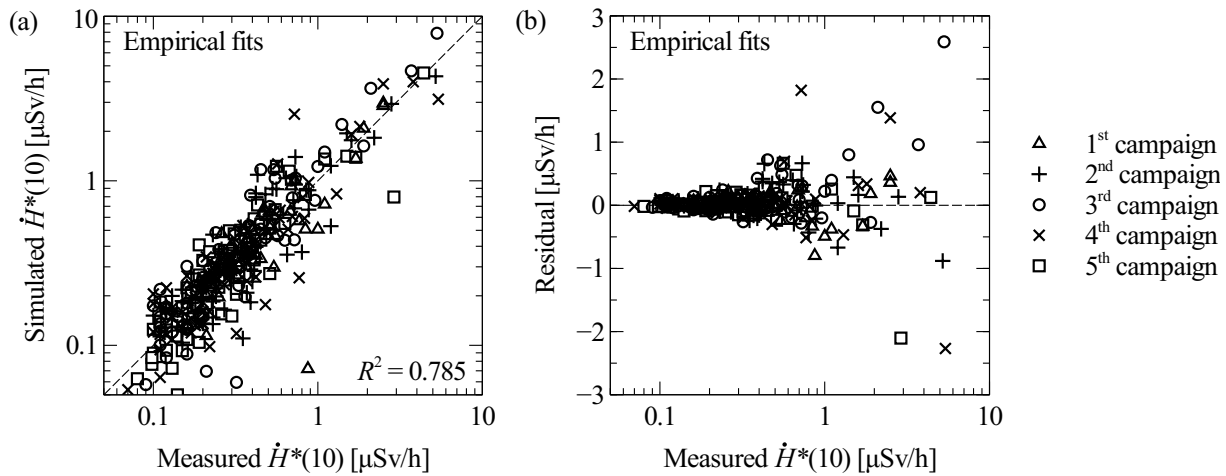 (a)
Empirical fits
10
1
0.1
Simulated Ḣ*(10) [μSv/h]
R² = 0.785
0.1
1
10
Measured Ḣ*(10) [μSv/h]
(b)
Empirical fits
3
2
1
0
−1
−2
−3
Residual [μSv/h]
0.1
1
10
Measured Ḣ*(10) [μSv/h]
1st campaign
2nd campaign
3rd campaign
4th campaign
5th campaign